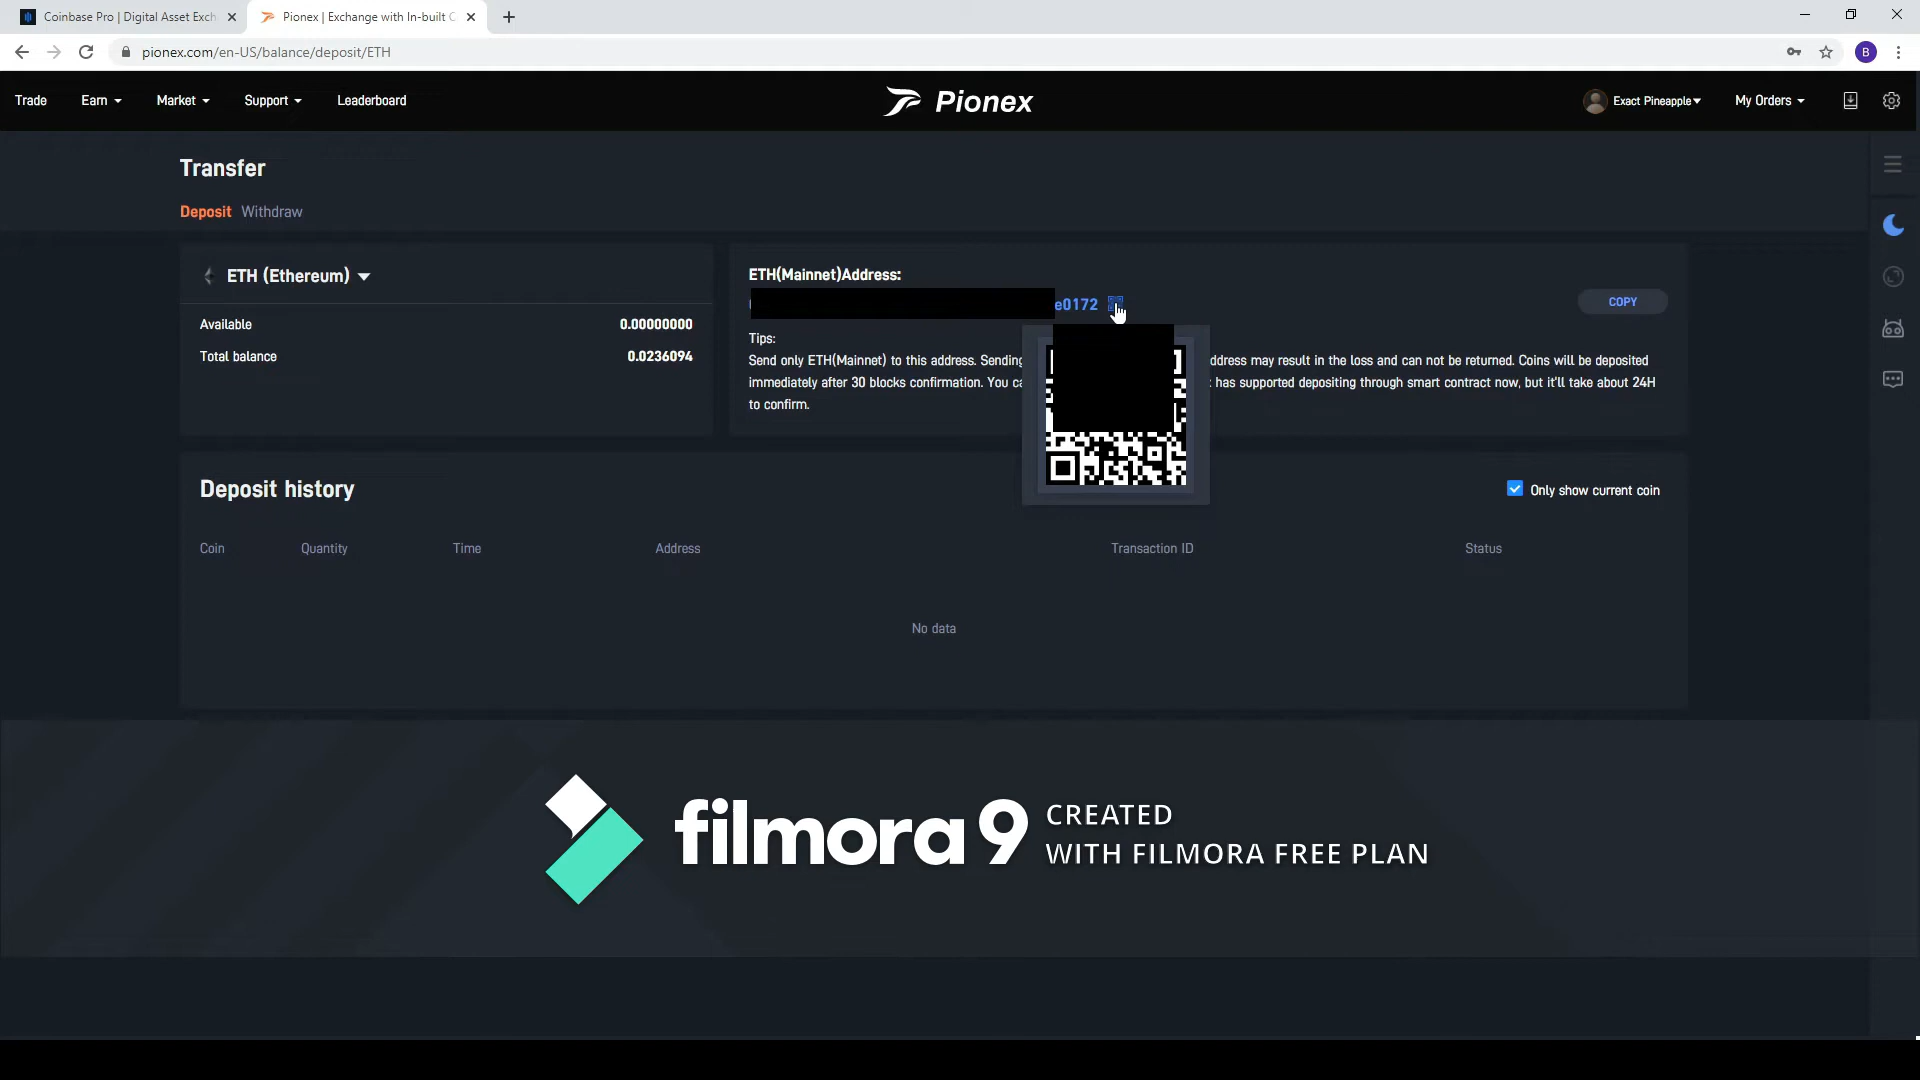 Coinbase Pro | Digital Asset Exch
Pionex | Exchange with In-built C
pionex.com/en-US/balance/deposit/ETH
B
Trade
Earn
Market
Support
Leaderboard
Pionex
Exact Pineapple
My Orders
Transfer
Deposit
Withdraw
ETH (Ethereum)
Available
0.00000000
Total balance
0.0236094
ETH(Mainnet)Address:
e0172
COPY
Tips:
Send only ETH(Mainnet) to this address. Sending ddress may result in the loss and can not be returned. Coins will be deposited
immediately after 30 blocks confirmation. You ca has supported depositing through smart contract now, but it'll take about 24H
to confirm.
Deposit history
Only show current coin
Coin
Quantity
Time
Address
Transaction ID
Status
No data
filmora 9
CREATED
WITH FILMORA FREE PLAN